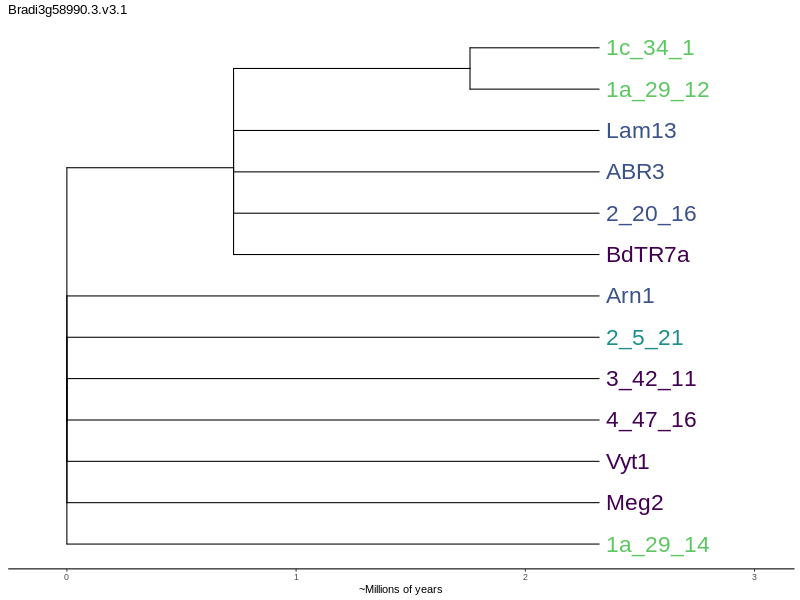 Bradi3g58990.3.v3.1
1c_34_1
1a_29_12
Lam13
ABR3
2_20_16
BdTR7a
Arn1
2_5_21
3_42_11
4_47_16
Vyt1
Meg2
1a_29_14
0 1 2 3
~Millions of years